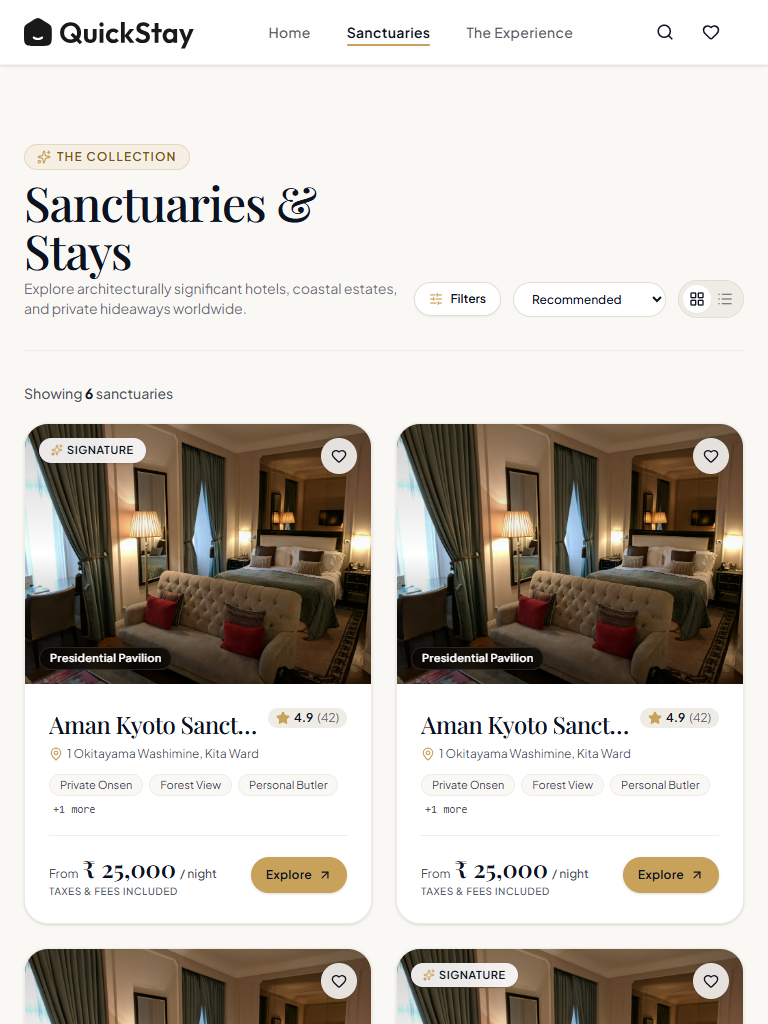 QuickStay
Home
Sanctuaries
The Experience
THE COLLECTION
Sanctuaries &
Stays
Explore architecturally significant hotels, coastal estates,
and private hideaways worldwide.
Filters
Recommended
Showing 6 sanctuaries
SIGNATURE
Presidential Pavilion
Aman Kyoto Sanct...
4.9 (42)
1 Okitayama Washimine, Kita Ward
Private Onsen
Forest View
Personal Butler
+1 more
From ₹ 25,000 / night
TAXES & FEES INCLUDED
Explore
Presidential Pavilion
Aman Kyoto Sanct...
4.9 (42)
1 Okitayama Washimine, Kita Ward
Private Onsen
Forest View
Personal Butler
+1 more
From ₹ 25,000 / night
TAXES & FEES INCLUDED
Explore
SIGNATURE